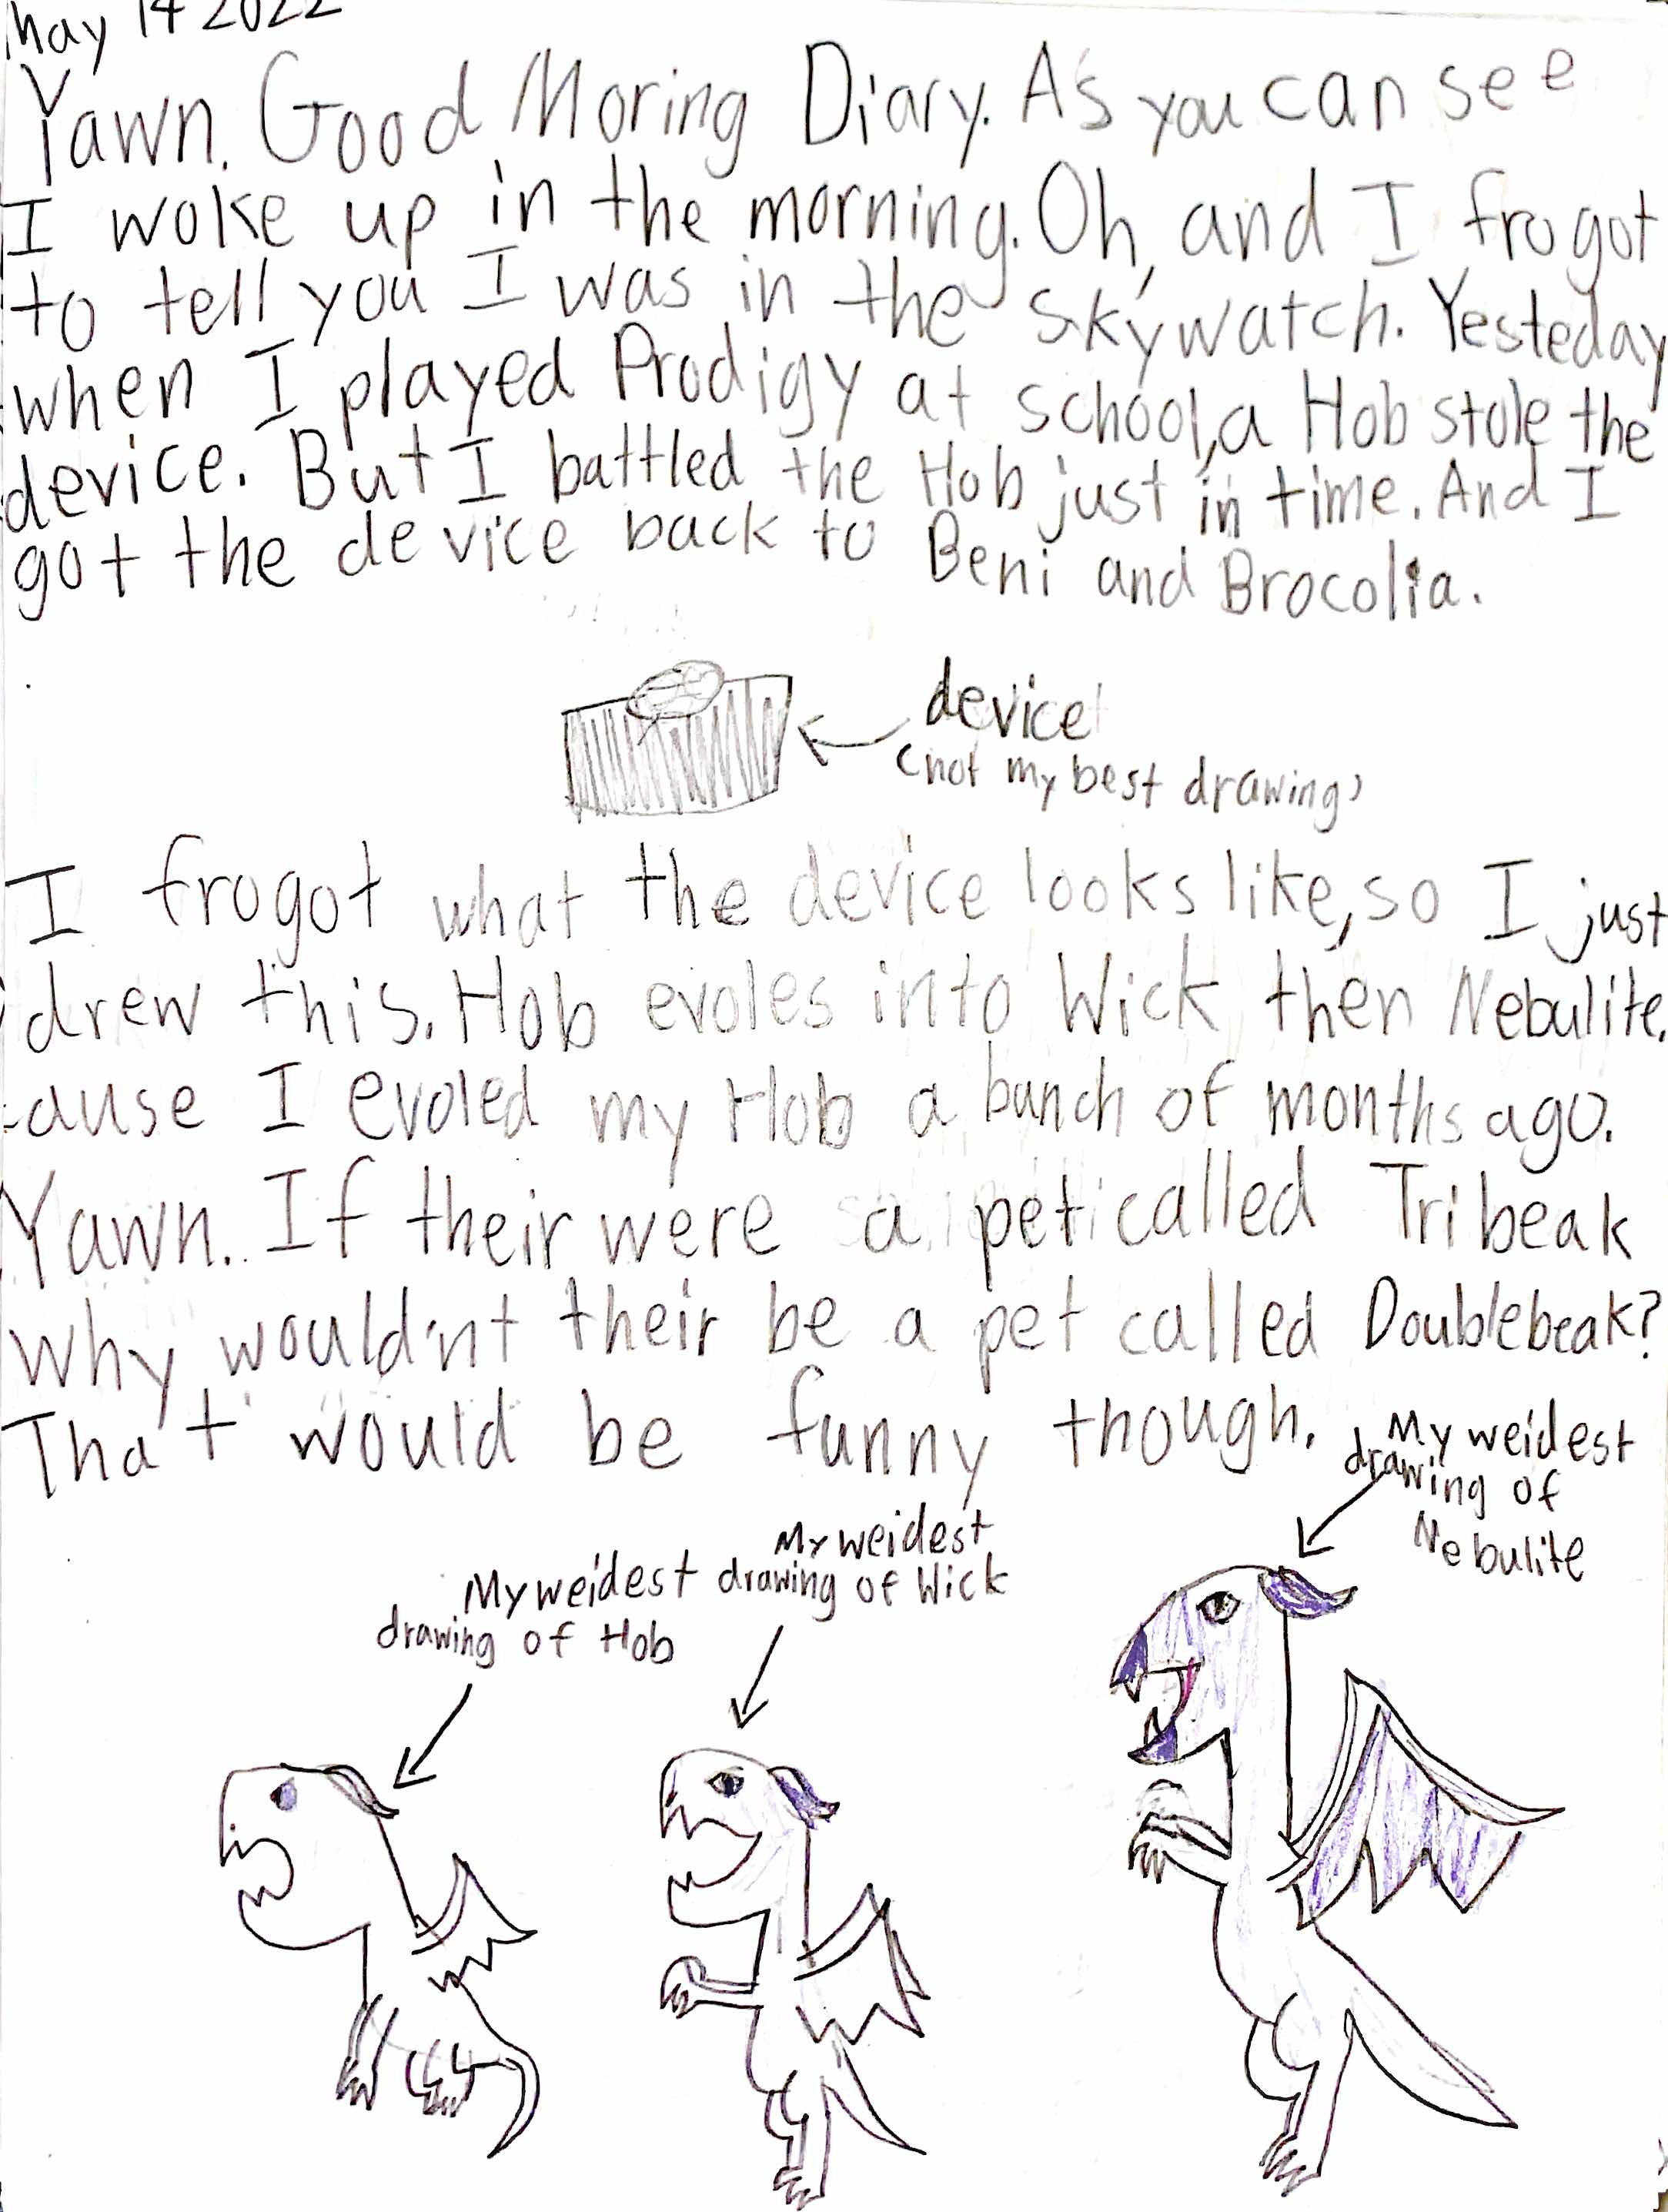 May 14 2022
Yawn. Good Moring Diary. As you can see
I woke up in the morning. Oh, and I frogot
to tell you I was in the Skywatch. Yesteday
when I played Prodigy at school, a Hob stole the
device. But I battled the Hob just in time. And I
got the device back to Beni and Brocolia.
device
(not my best drawing)
I frogot what the device looks like, so I just
drew this. Hob evoles into Wick then Nebulite.
cause I evoled my Hob a bunch of months ago.
Yawn. If their were a pet called Tribeak
why would'nt their be a pet called Doublebeak?
That would be funny though.
My weidest
drawing of
Nebulite
My weidest
drawing of Wick
My weidest
drawing of Hob